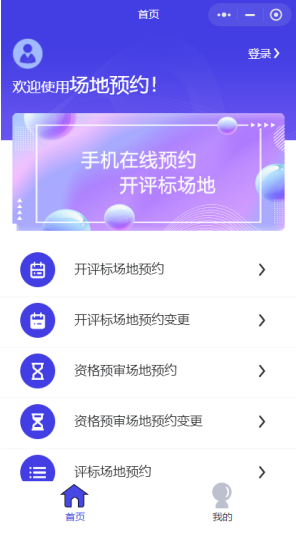 首页
登录
欢迎使用场地预约!
手机在线预约
开评标场地
开评标场地预约
开评标场地预约变更
资格预审场地预约
资格预审场地预约变更
评标场地预约
首页
我的